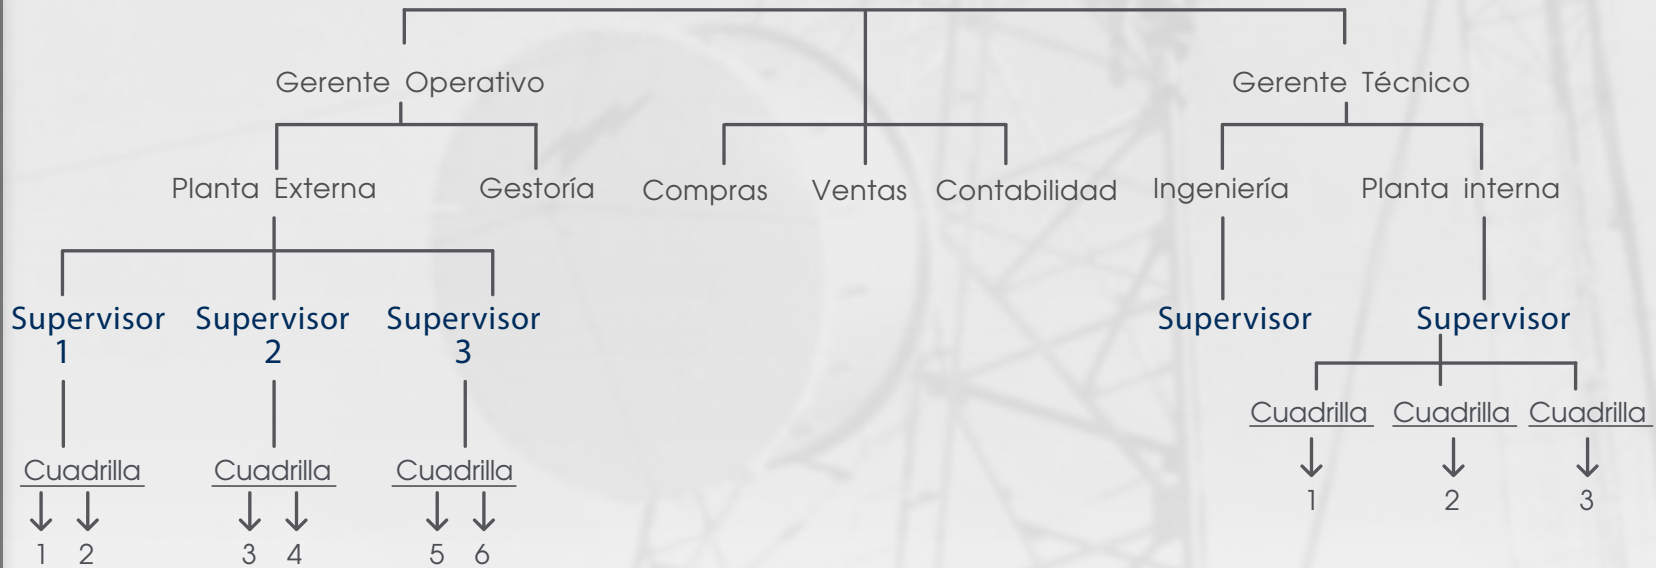 Gerente Operativo
Gerente Técnico
Planta Externa
Gestoría
Compras
Ventas
Contabilidad
Ingeniería
Planta interna
Supervisor
1
Supervisor
2
Supervisor
3
Supervisor
Supervisor
Cuadrilla
1 2
Cuadrilla
3 4
Cuadrilla
5 6
Cuadrilla
1
Cuadrilla
2
Cuadrilla
3